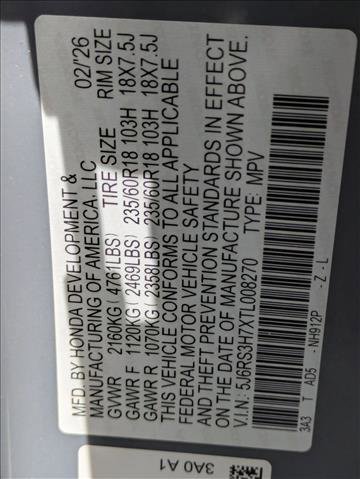 MFD. BY HONDA DEVELOPMENT & 02/'26
MANUFACTURING OF AMERICA, LLC
TIRE SIZE RIM SIZE
GVWR 2160KG(4761LBS)
GAWR F 1120KG(2469LBS) 235/60R18 103H 18X7.5J
GAWR R 1070KG(2358LBS) 235/60R18 103H 18X7.5J
THIS VEHICLE CONFORMS TO ALL APPLICABLE
FEDERAL MOTOR VEHICLE SAFETY
AND THEFT PREVENTION STANDARDS IN EFFECT
ON THE DATE OF MANUFACTURE SHOWN ABOVE.
V.I.N.: 5J6RS3H7XTL008270 TYPE: MPV
3A3 T AD5 - NH912P - Z - L
3A0 A1